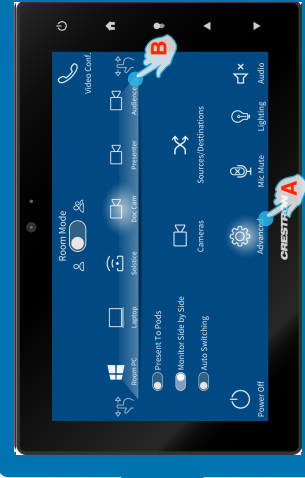 Room Mode
Video Conf.
Room PC
Laptop
Solstice
Doc Cam
Presenter
Audience
B
Present To Pods
Monitor Side by Side
Auto Switching
Cameras
Sources/Destinations
Power Off
Advanced
Mic Mute
Lighting
Audio
A
CRESTRON